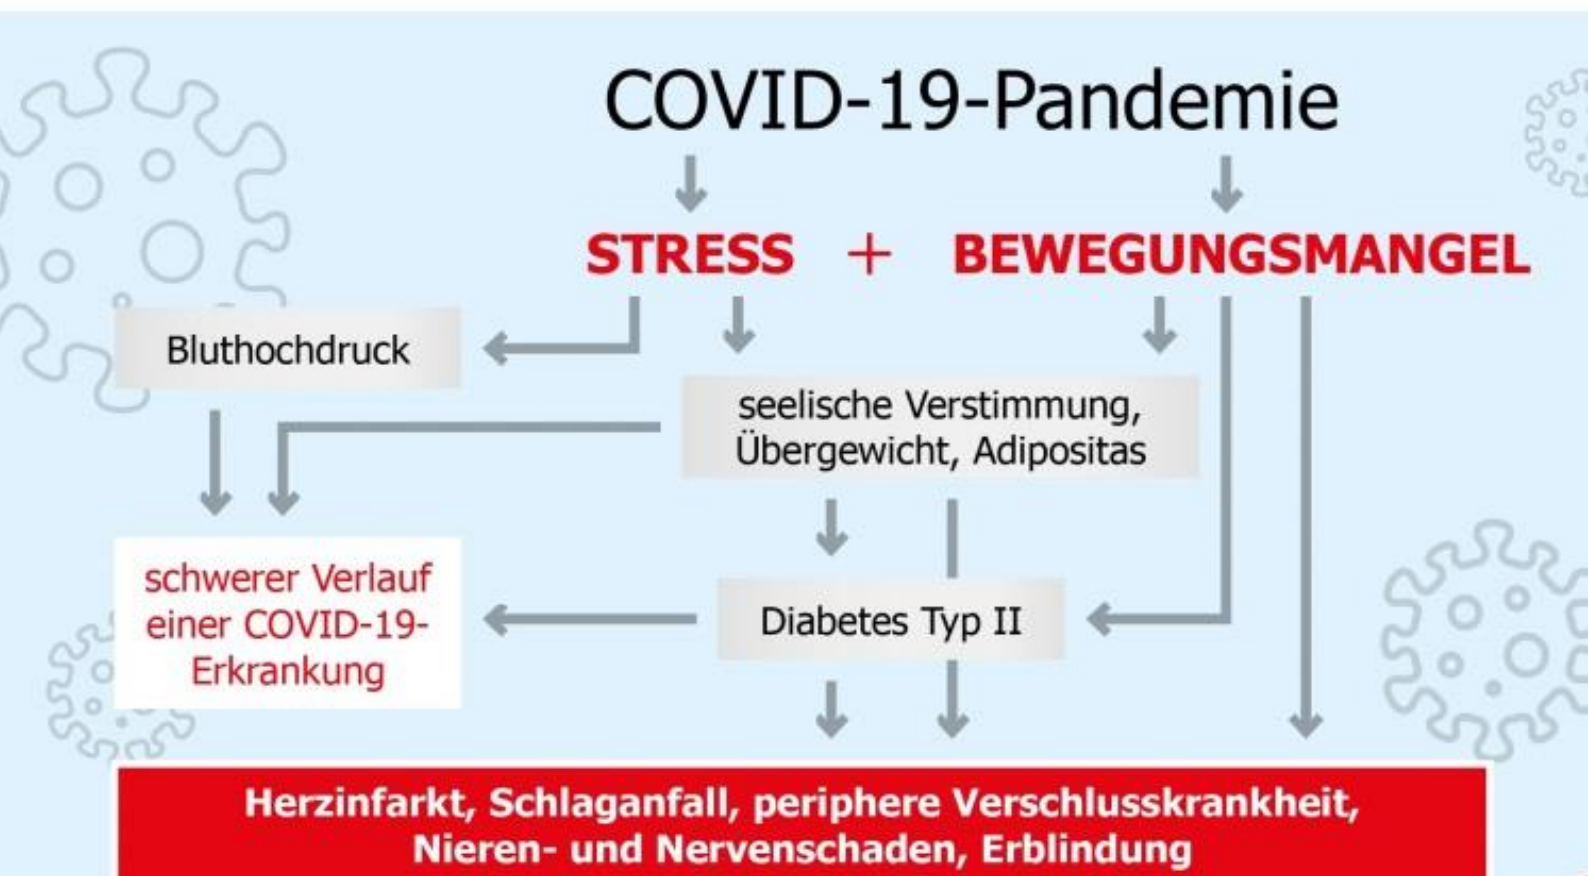 COVID-19-Pandemie
STRESS + BEWEGUNGSMANGEL
Bluthochdruck
seelische Verstimmung,
Übergewicht, Adipositas
schwerer Verlauf
einer COVID-19-
Erkrankung
Diabetes Typ II
Herzinfarkt, Schlaganfall, periphere Verschlusskrankheit,
Nieren- und Nervenschaden, Erblindung